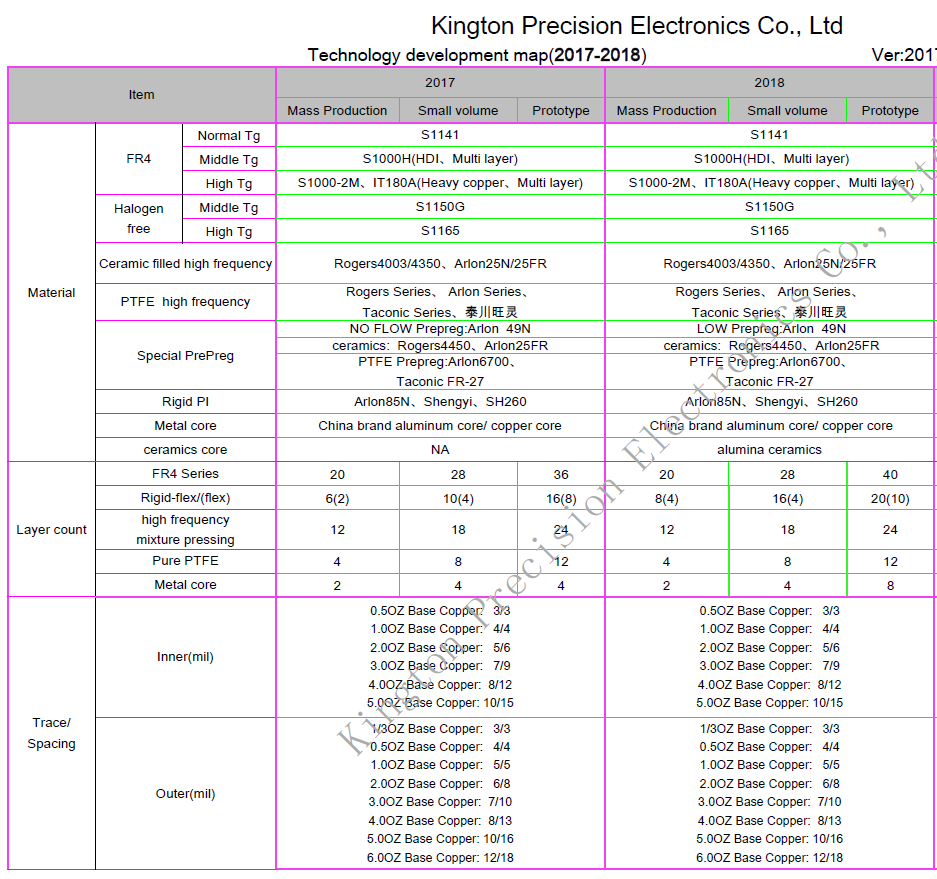 Kington Precision Electronics Co., Ltd
Technology development map(2017-2018) Ver:2017
Item 2017 2018
Mass Production Small volume Prototype Mass Production Small volume Prototype
Material FR4 Normal Tg S1141 S1141
Middle Tg S1000H(HDI、Multi layer) S1000H(HDI、Multi layer)
High Tg S1000-2M、IT180A(Heavy copper、Multi layer) S1000-2M、IT180A(Heavy copper、Multi layer)
Halogen free Middle Tg S1150G S1150G
High Tg S1165 S1165
Ceramic filled high frequency Rogers4003/4350、Arlon25N/25FR Rogers4003/4350、Arlon25N/25FR
PTFE high frequency Rogers Series、 Arlon Series、 Rogers Series、 Arlon Series、
Taconic Series、泰川旺灵 Taconic Series、泰川旺灵
Special PrePreg NO FLOW Prepreg:Arlon 49N LOW Prepreg:Arlon 49N
ceramics: Rogers4450、Arlon25FR ceramics: Rogers4450、Arlon25FR
PTFE Prepreg:Arlon6700、 PTFE Prepreg:Arlon6700、
Taconic FR-27 Taconic FR-27
Rigid PI Arlon85N、Shengyi、SH260 Arlon85N、Shengyi、SH260
Metal core China brand aluminum core/ copper core China brand aluminum core/ copper core
ceramics core NA alumina ceramics
Layer count FR4 Series 20 28 36 20 28 40
Rigid-flex/(flex) 6(2) 10(4) 16(8) 8(4) 16(4) 20(10)
high frequency mixture pressing 12 18 24 12 18 24
Pure PTFE 4 8 12 4 8 12
Metal core 2 4 4 2 4 8
Trace/ Spacing Inner(mil) 0.5OZ Base Copper: 3/3 0.5OZ Base Copper: 3/3
1.0OZ Base Copper: 4/4 1.0OZ Base Copper: 4/4
2.0OZ Base Copper: 5/6 2.0OZ Base Copper: 5/6
3.0OZ Base Copper: 7/9 3.0OZ Base Copper: 7/9
4.0OZ Base Copper: 8/12 4.0OZ Base Copper: 8/12
5.0OZ Base Copper: 10/15 5.0OZ Base Copper: 10/15
Outer(mil) 1/3OZ Base Copper: 3/3 1/3OZ Base Copper: 3/3
0.5OZ Base Copper: 4/4 0.5OZ Base Copper: 4/4
1.0OZ Base Copper: 5/5 1.0OZ Base Copper: 5/5
2.0OZ Base Copper: 6/8 2.0OZ Base Copper: 6/8
3.0OZ Base Copper: 7/10 3.0OZ Base Copper: 7/10
4.0OZ Base Copper: 8/13 4.0OZ Base Copper: 8/13
5.0OZ Base Copper: 10/16 5.0OZ Base Copper: 10/16
6.0OZ Base Copper: 12/18 6.0OZ Base Copper: 12/18
Kington Precision Electronics Co., Ltd